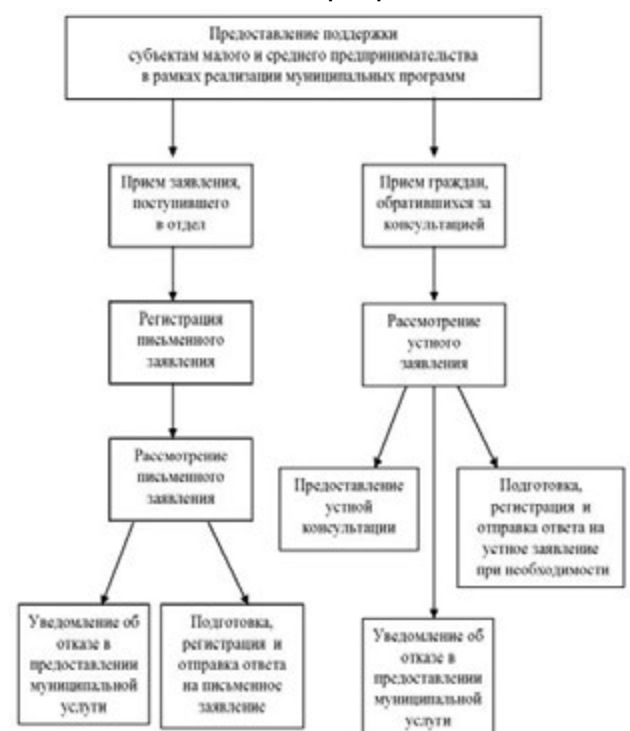 Предоставление поддержки
субъектам малого и среднего предпринимательства
в рамках реализации муниципальных программ
Прием заявления,
поступившего
в отдел
Прием граждан,
обратившихся за
консультацией
Регистрация
письменного
заявления
Рассмотрение
устного
заявления
Рассмотрение
письменного
заявления
Предоставление
устной
консультации
Подготовка,
регистрация и
отправка ответа на
устное заявление
при необходимости
Уведомление об
отказе в
предоставлении
муниципальной
услуги
Подготовка,
регистрация и
отправка ответа
на письменное
заявление
Уведомление об
отказе в
предоставлении
муниципальной
услуги